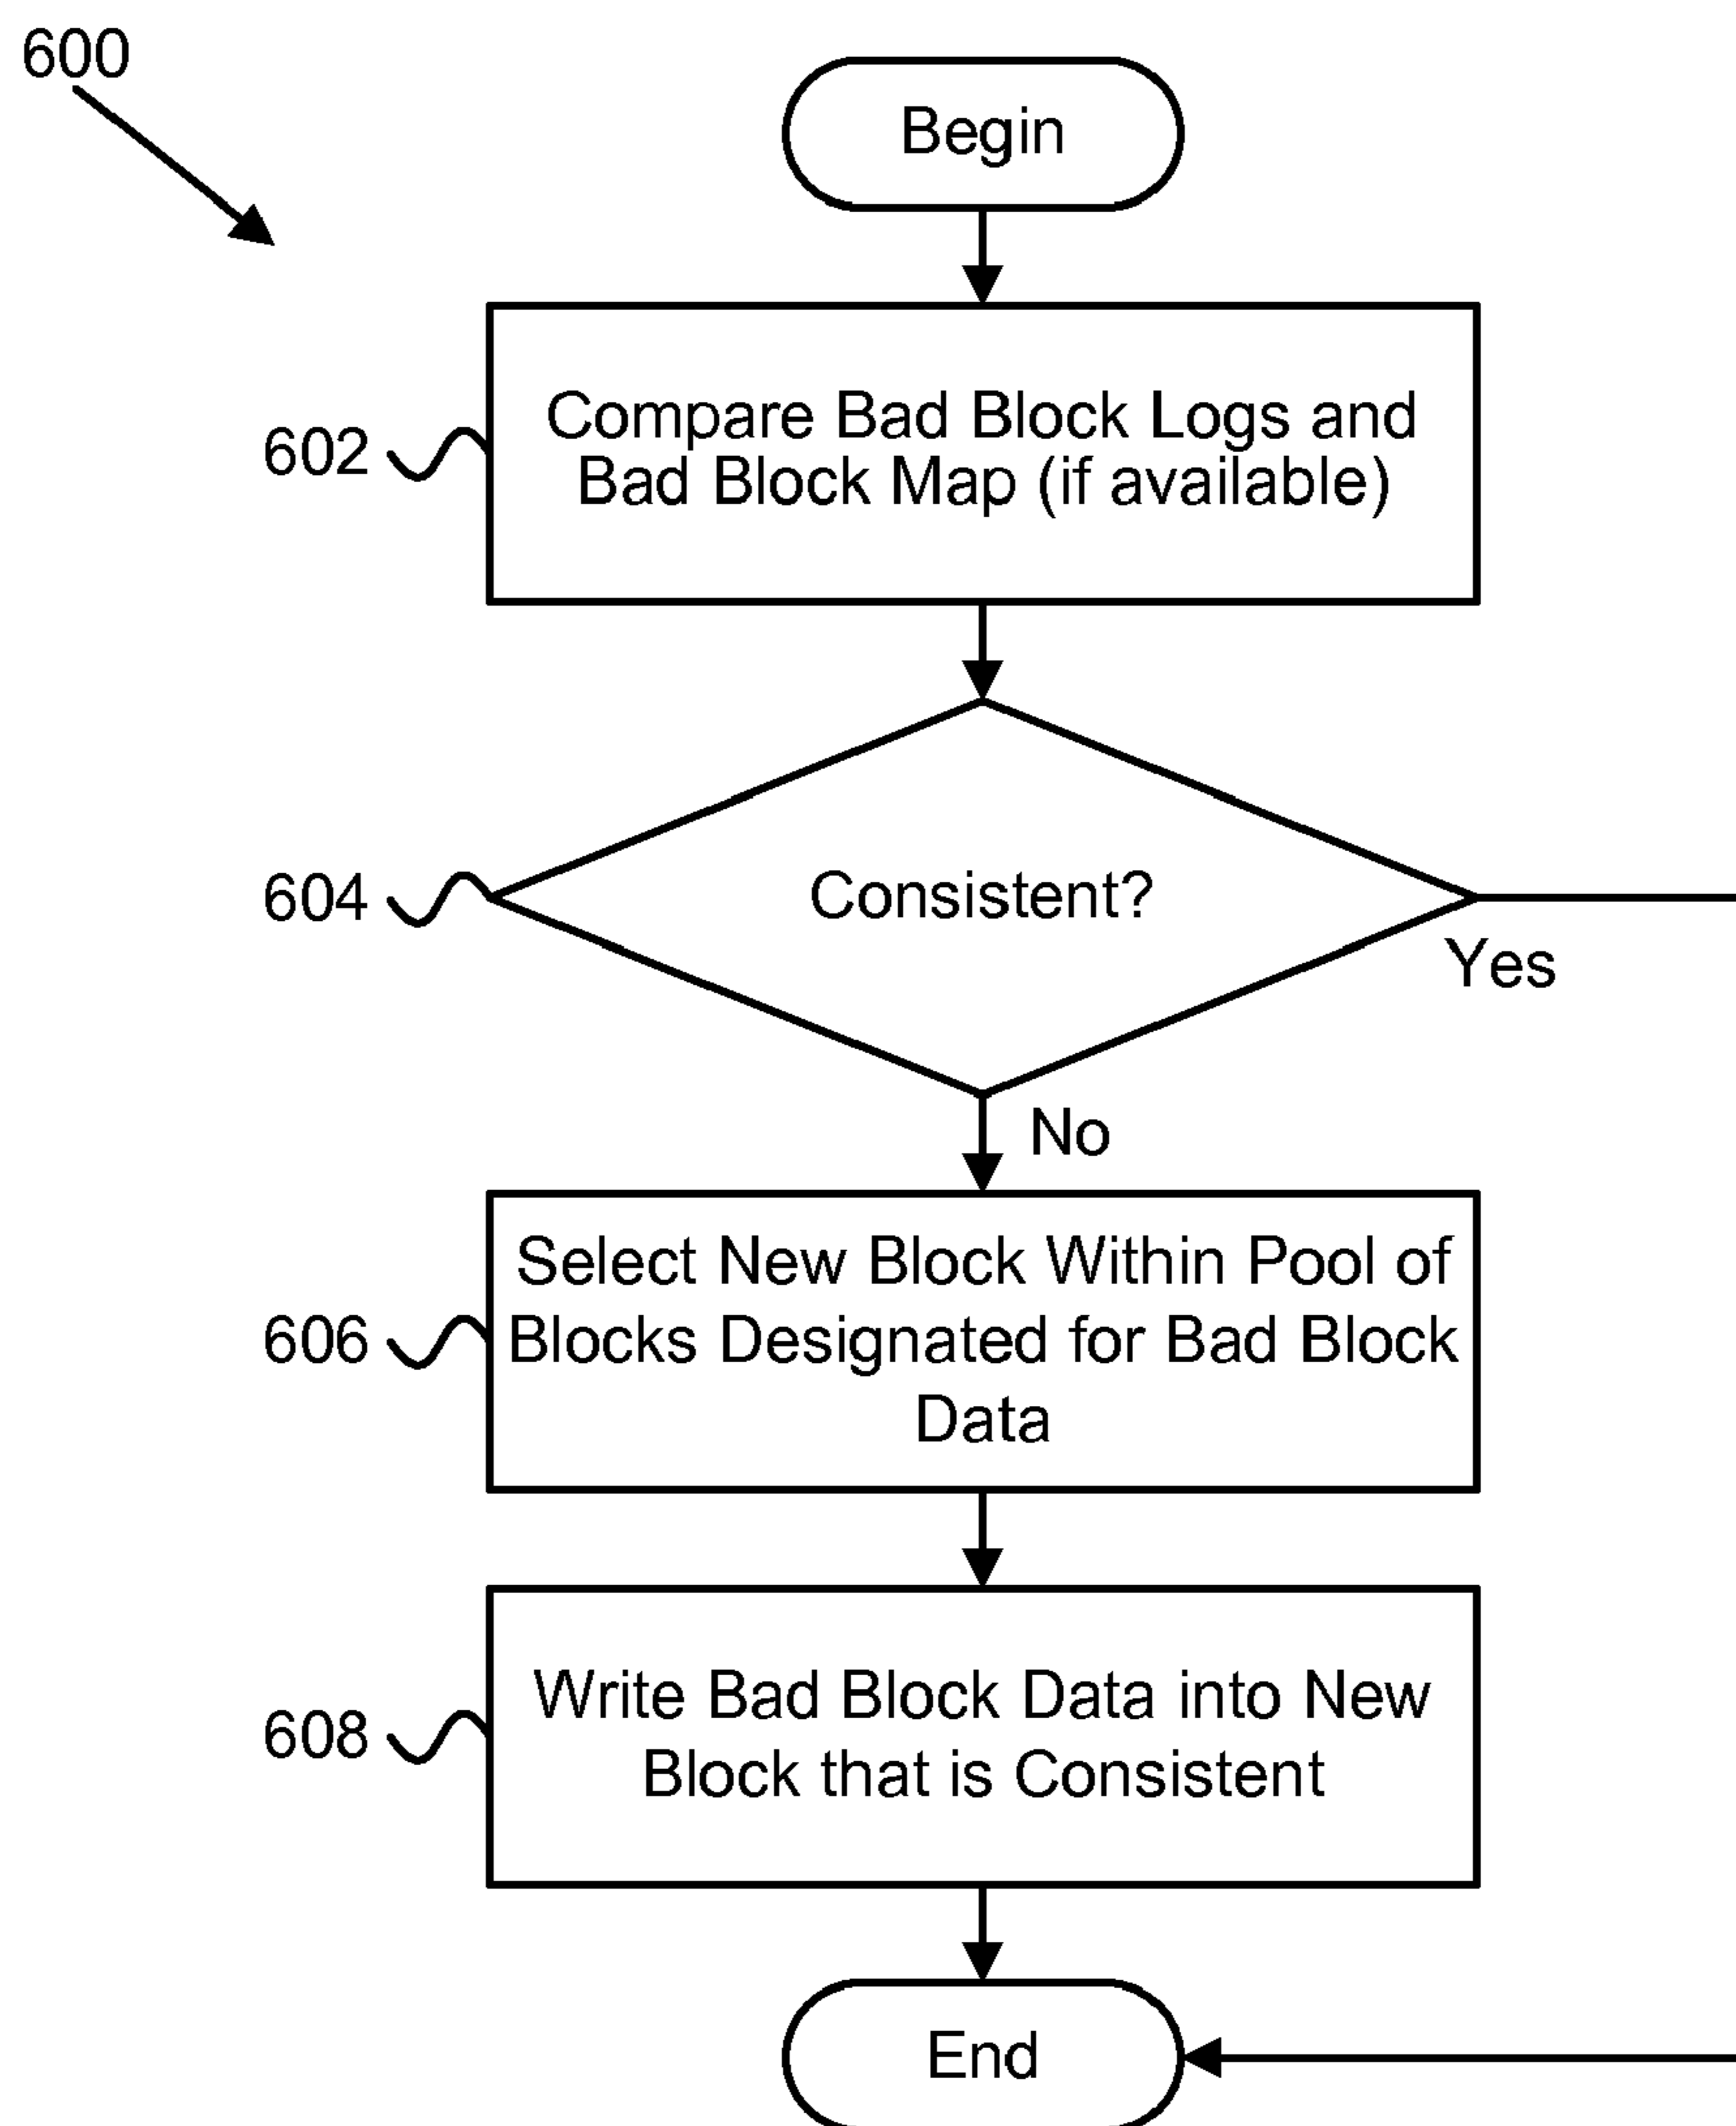 600
Begin
602
Compare Bad Block Logs and
Bad Block Map (if available)
604
Consistent?
Yes
No
606
Select New Block Within Pool of
Blocks Designated for Bad Block
Data
608
Write Bad Block Data into New
Block that is Consistent
End